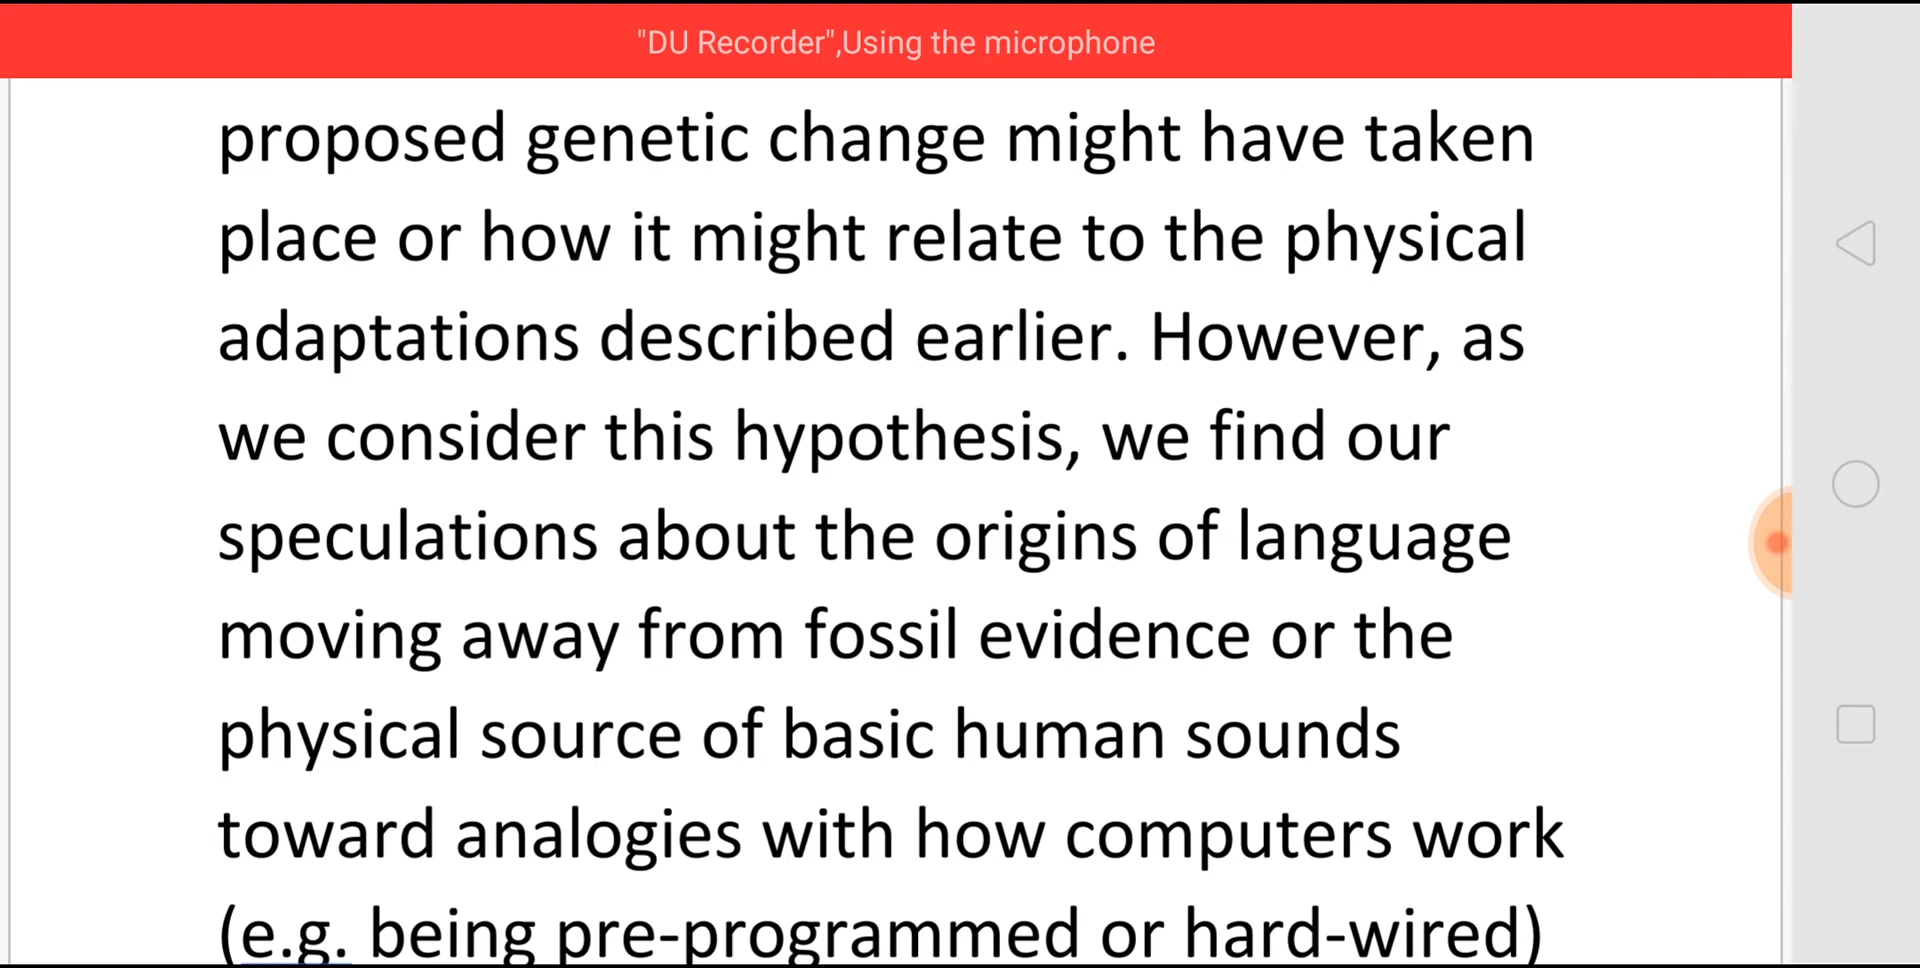 "DU Recorder",Using the microphone
proposed genetic change might have taken
place or how it might relate to the physical
adaptations described earlier. However, as
we consider this hypothesis, we find our
speculations about the origins of language
moving away from fossil evidence or the
physical source of basic human sounds
toward analogies with how computers work
(e.g. being pre-programmed or hard-wired)